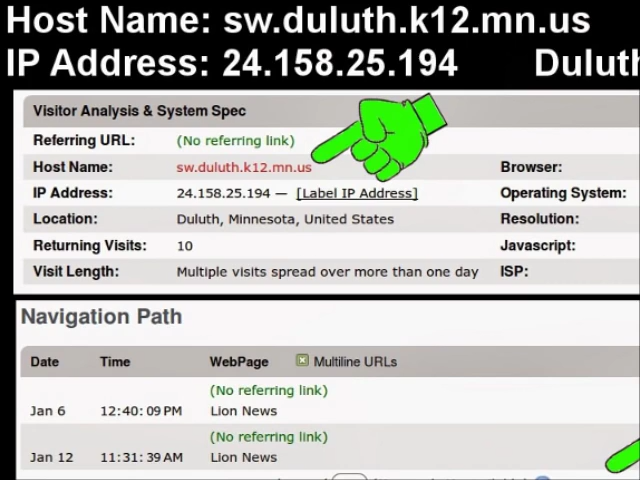 Host Name: sw.duluth.k12.mn.us
IP Address: 24.158.25.194 Duluth
Visitor Analysis & System Spec
Referring URL: (No referring link)
Host Name: sw.duluth.k12.mn.us Browser:
IP Address: 24.158.25.194 — [Label IP Address] Operating System:
Location: Duluth, Minnesota, United States Resolution:
Returning Visits: 10 Javascript:
Visit Length: Multiple visits spread over more than one day ISP:
Navigation Path
Date Time WebPage Multiline URLs
(No referring link)
Jan 6 12:40:09 PM Lion News
(No referring link)
Jan 12 11:31:39 AM Lion News